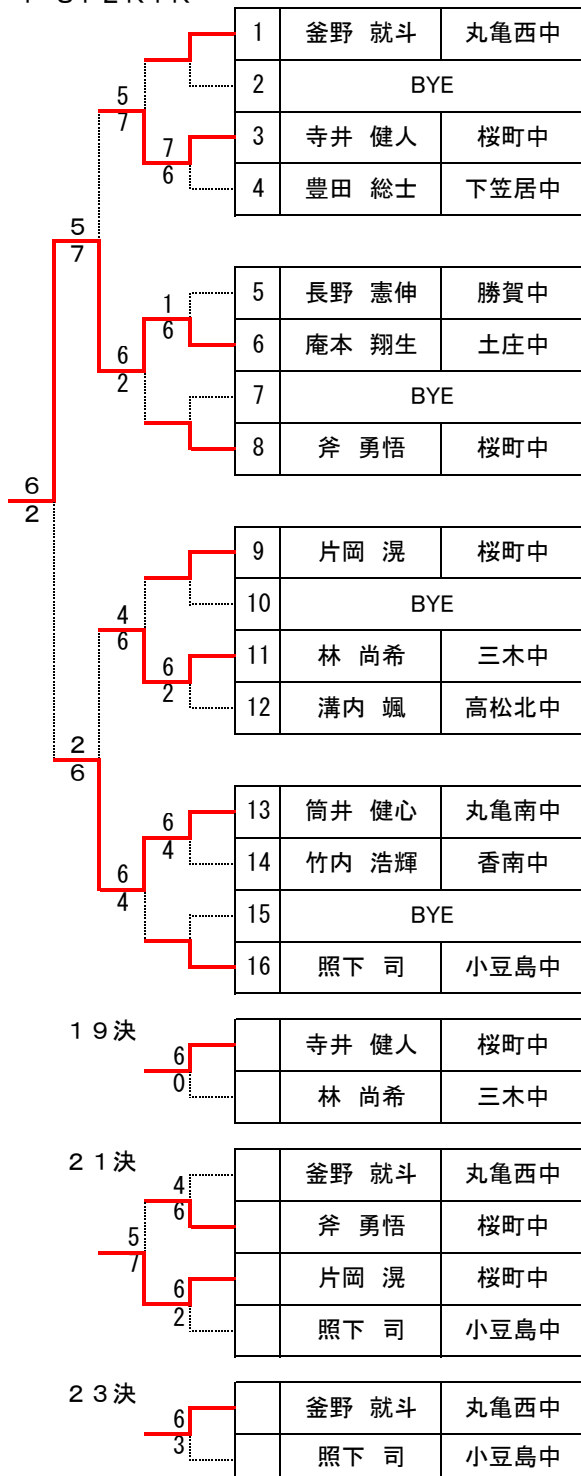 1 釜野 就斗 丸亀西中
2 BYE
5
7
3 寺井 健人 桜町中
7
6
4 豊田 総士 下笠居中
5
7
5 長野 憲伸 勝賀中
1
6
6 庵本 翔生 土庄中
6
2
7 BYE
8 斧 勇悟 桜町中
6
2
9 片岡 滉 桜町中
10 BYE
4
6
11 林 尚希 三木中
6
2
12 溝内 颯 高松北中
2
6
13 筒井 健心 丸亀南中
6
4
14 竹内 浩輝 香南中
6
4
15 BYE
16 照下 司 小豆島中
19決
寺井 健人 桜町中
6
0
林 尚希 三木中
21決
釜野 就斗 丸亀西中
4
6
斧 勇悟 桜町中
5
7
片岡 滉 桜町中
6
2
照下 司 小豆島中
23決
釜野 就斗 丸亀西中
6
3
照下 司 小豆島中